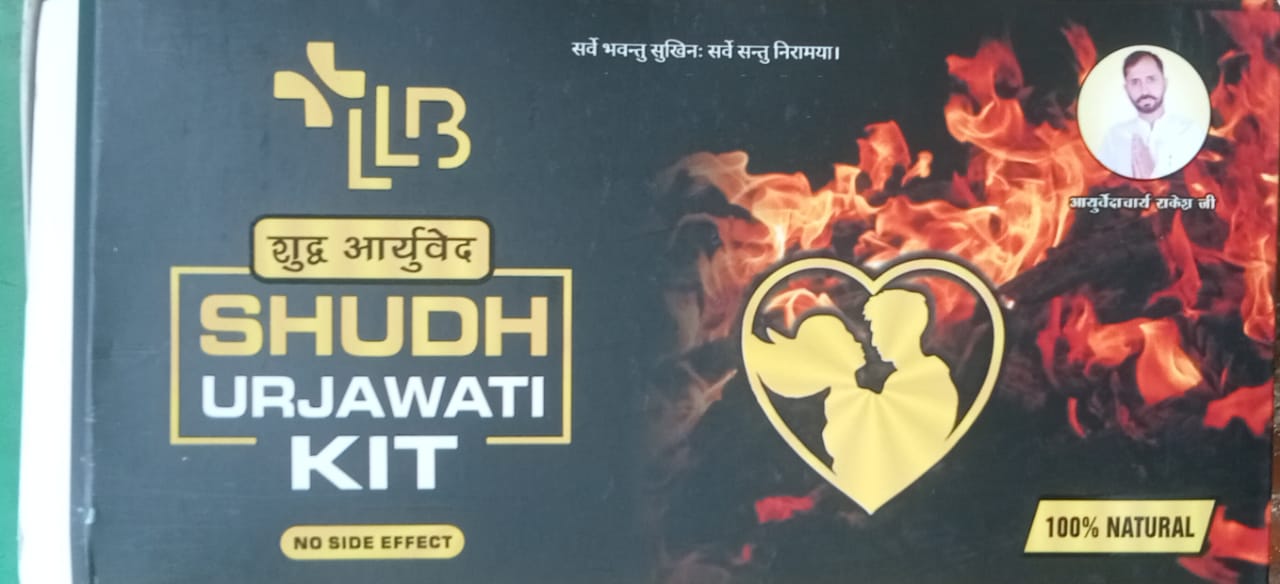 सर्वे भवन्तु सुखिनः सर्वे सन्तु निरामया।
LLB
आयुर्वेदाचार्य राकेश जी
शुद्ध आर्युवेद
SHUDH
URJAWATI
KIT
NO SIDE EFFECT
100% NATURAL